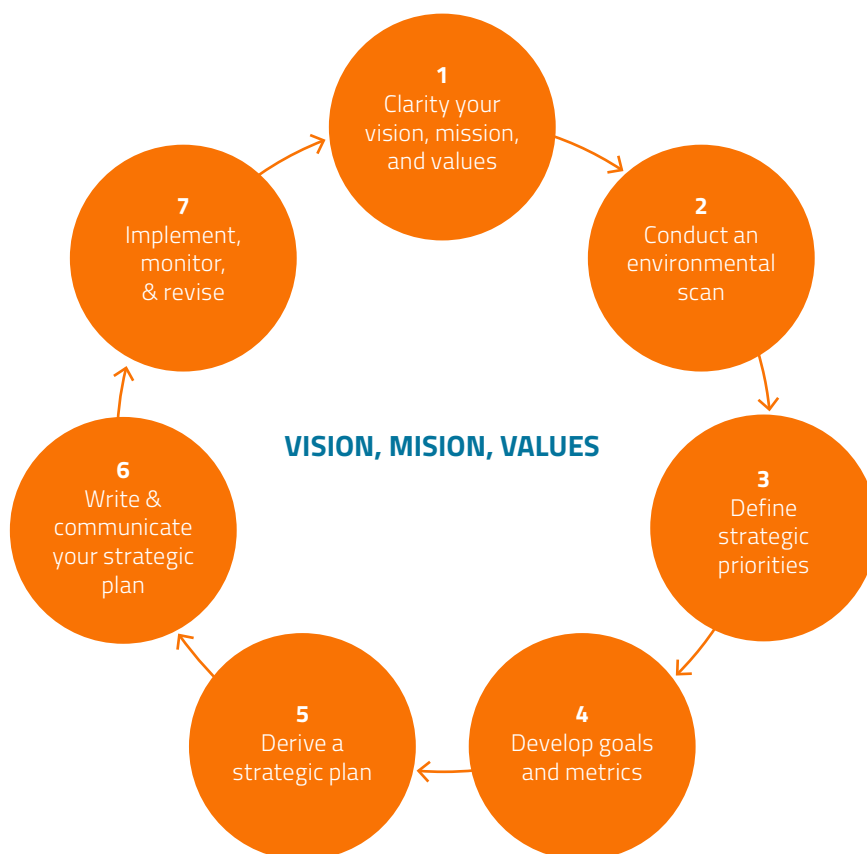 1
Clarity your
vision, mission,
and values
2
Conduct an
environmental
scan
3
Define
strategic
priorities
4
Develop goals
and metrics
5
Derive a
strategic plan
6
Write &
communicate
your strategic
plan
7
Implement,
monitor,
& revise
VISION, MISION, VALUES